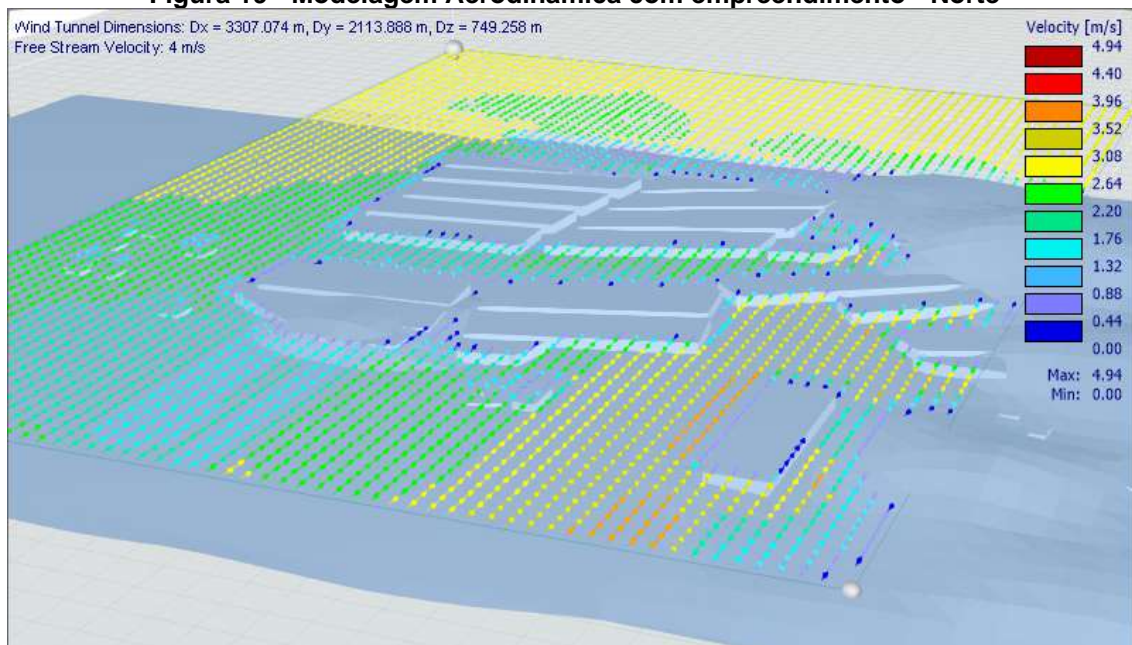 Figura 16 - Modelagem Aerodinâmica com empreendimento - Norte
Wind Tunnel Dimensions: Dx = 3307.074 m, Dy = 2113.888 m, Dz = 749.258 m
Free Stream Velocity: 4 m/s
Velocity [m/s]
4.94
4.40
3.96
3.52
3.08
2.64
2.20
1.76
1.32
0.88
0.44
0.00
Max: 4.94
Min: 0.00